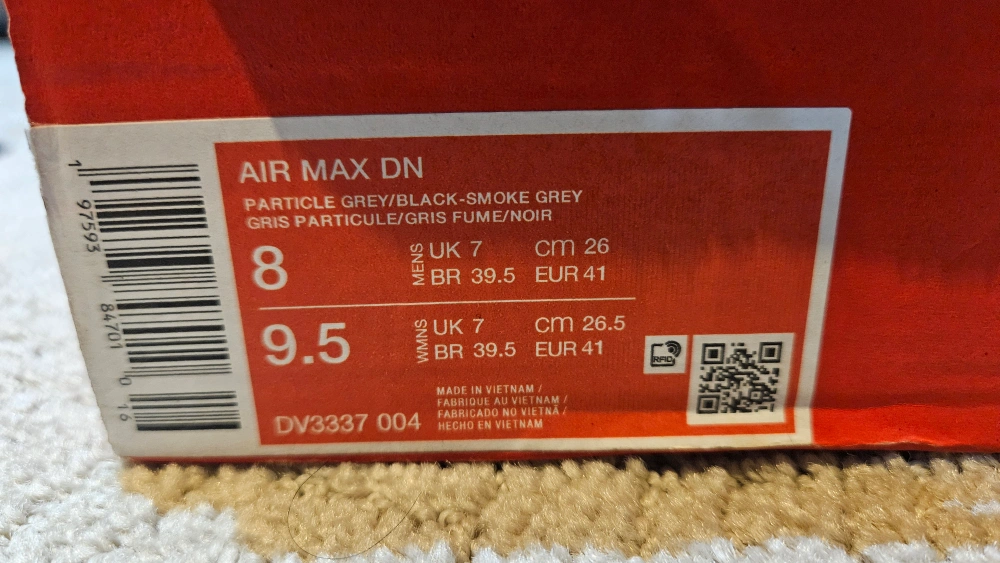 AIR MAX DN
PARTICLE GREY/BLACK-SMOKE GREY
GRIS PARTICULE/GRIS FUME/NOIR
8
MENS
UK 7 cm 26
BR 39.5 EUR 41
9.5
WMNS
UK 7 cm 26.5
BR 39.5 EUR 41
RFID
MADE IN VIETNAM /
FABRIQUE AU VIETNAM /
FABRICADO NO VIETNÃ /
HECHO EN VIETNAM
DV3337 004
1 97593 84701 0 16